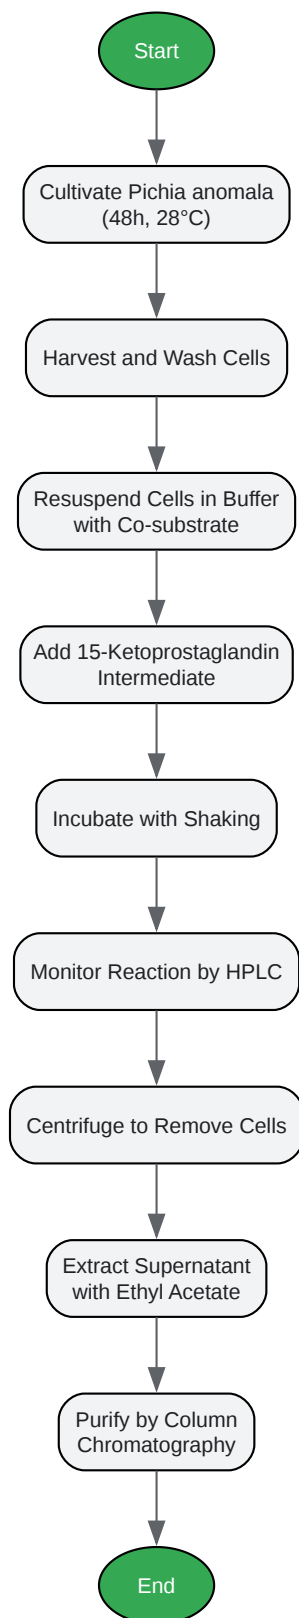 Start
Cultivate Pichia anomala
(48h, 28°C)
Harvest and Wash Cells
Resuspend Cells in Buffer
with Co-substrate
Add 15-Ketoprostaglandin
Intermediate
Incubate with Shaking
Monitor Reaction by HPLC
Centrifuge to Remove Cells
Extract Supernatant
with Ethyl Acetate
Purify by Column
Chromatography
End